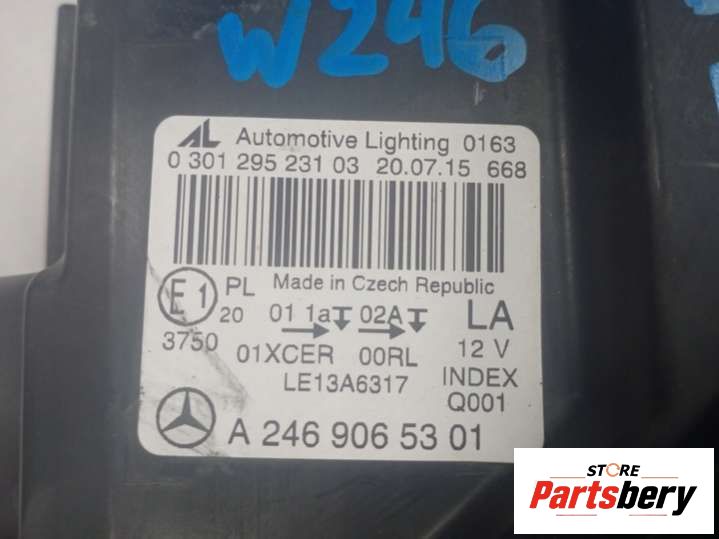 W246
AL Automotive Lighting 0163
0 301 295 231 03 20.07.15 668
Made in Czech Republic
E1 PL 01 1a 02A LA
20
3750 01XCER 00RL 12 V
LE13A6317 INDEX
Q001
A 246 906 53 01
STORE
Partsbery